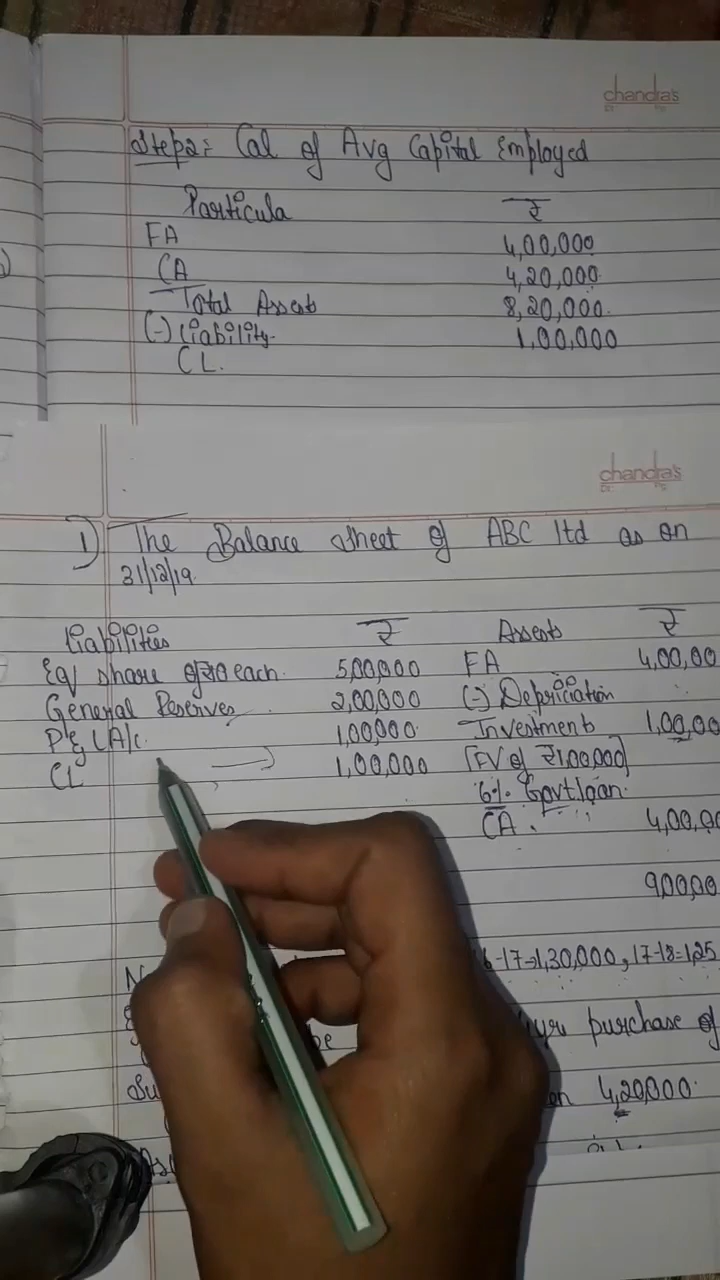 chandra's
Step2: Cal of Avg Capital Employed
Particula ₹
FA 4,00,000
CA 4,20,000
Total Assets 8,20,000
(-) Liability 1,00,000
CL.
chandra's
1) The Balance Sheet of ABC ltd as on
31/12/19.
Liabilities ₹ Assets ₹
Eq share of each. 5,00,000 FA 4,00,00
General Reserves 2,00,000 (-) Depriciation
P&L A/c. 1,00,000 Investment 1,00,00
CL 1,00,000 [FV of ₹1,00,000]
6% Govt loan.
CA. 4,00,00
9,00,00
N 6-17→1,30,000, 17-18=1,25
be purchase of
Su on 4,20,000